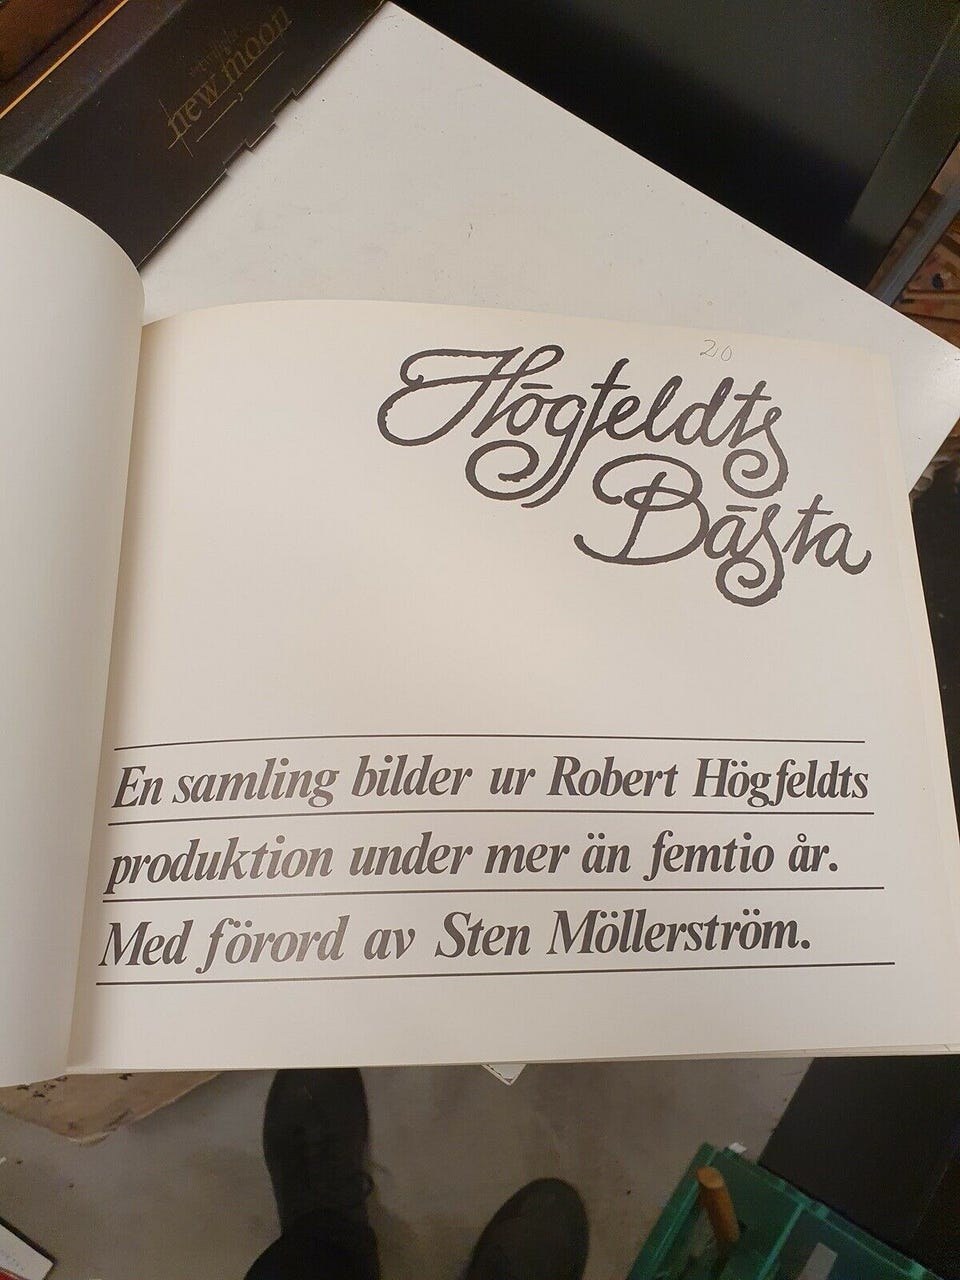 new moon
20
Högfeldts
Bästa
En samling bilder ur Robert Högfeldts
produktion under mer än femtio år.
Med förord av Sten Möllerström.